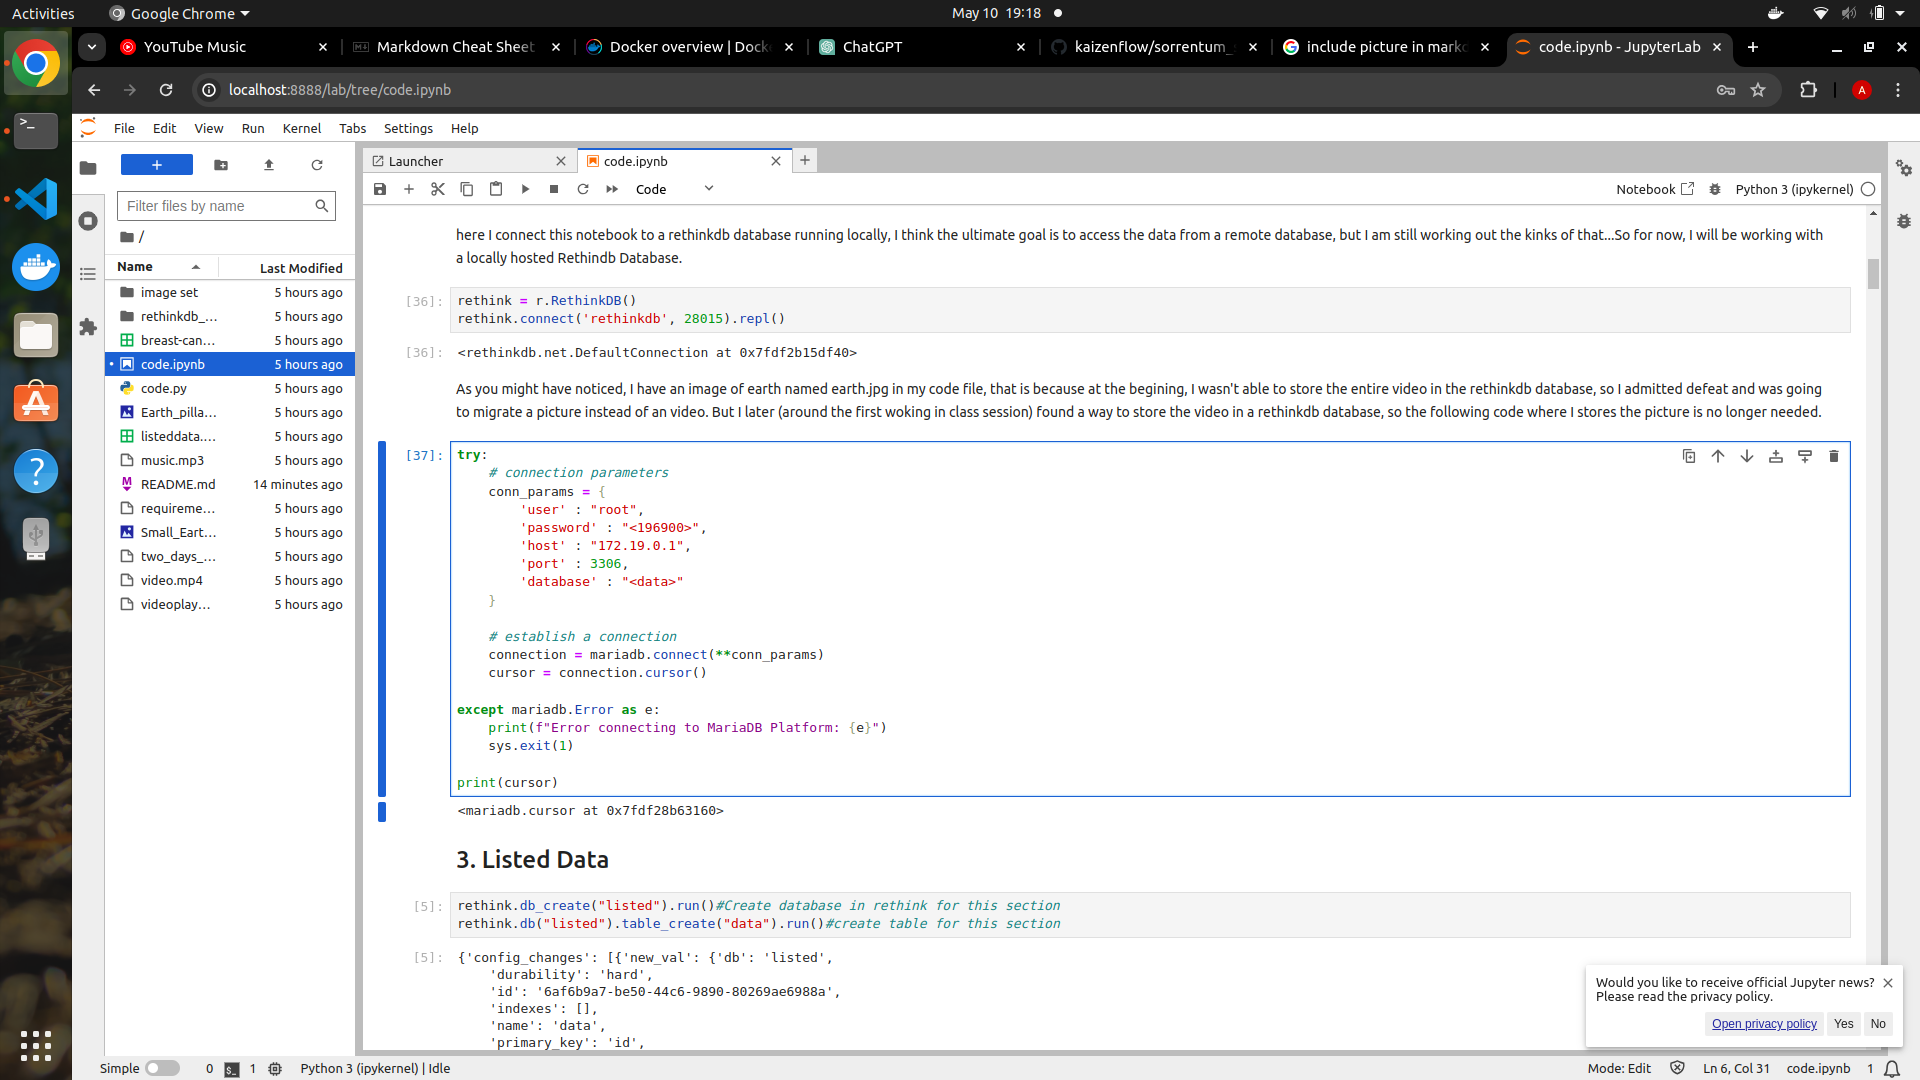 Activities
Google Chrome
May 10 19:18
YouTube Music
Markdown Cheat Sheet
Docker overview | Docke
ChatGPT
kaizenflow/sorrentum_s
include picture in markd
code.ipynb - JupyterLab
localhost:8888/lab/tree/code.ipynb
A
File Edit View Run Kernel Tabs Settings Help
+
Filter files by name
/
Name
Last Modified
image set 5 hours ago
rethinkdb_... 5 hours ago
breast-can... 5 hours ago
code.ipynb 5 hours ago
code.py 5 hours ago
Earth_pilla... 5 hours ago
listeddata.... 5 hours ago
music.mp3 5 hours ago
README.md 14 minutes ago
requireme... 5 hours ago
Small_Eart... 5 hours ago
two_days_... 5 hours ago
video.mp4 5 hours ago
videoplay... 5 hours ago
Launcher
code.ipynb
Code
Notebook
Python 3 (ipykernel)
here I connect this notebook to a rethinkdb database running locally, I think the ultimate goal is to access the data from a remote database, but I am still working out the kinks of that...So for now, I will be working with
a locally hosted Rethindb Database.
[36]: rethink = r.RethinkDB()
rethink.connect('rethinkdb', 28015).repl()
[36]: <rethinkdb.net.DefaultConnection at 0x7fdf2b15df40>
As you might have noticed, I have an image of earth named earth.jpg in my code file, that is because at the begining, I wasn't able to store the entire video in the rethinkdb database, so I admitted defeat and was going
to migrate a picture instead of an video. But I later (around the first woking in class session) found a way to store the video in a rethinkdb database, so the following code where I stores the picture is no longer needed.
[37]: try:
# connection parameters
conn_params = {
'user' : "root",
'password' : "<196900>",
'host' : "172.19.0.1",
'port' : 3306,
'database' : "<data>"
}
# establish a connection
connection = mariadb.connect(**conn_params)
cursor = connection.cursor()
except mariadb.Error as e:
print(f"Error connecting to MariaDB Platform: {e}")
sys.exit(1)
print(cursor)
<mariadb.cursor at 0x7fdf28b63160>
3. Listed Data
[5]: rethink.db_create("listed").run()#Create database in rethink for this section
rethink.db("listed").table_create("data").run()#create table for this section
[5]: {'config_changes': [{'new_val': {'db': 'listed',
'durability': 'hard',
'id': '6af6b9a7-be50-44c6-9890-80269ae6988a',
'indexes': [],
'name': 'data',
'primary_key': 'id',
Would you like to receive official Jupyter news?
Please read the privacy policy.
Open privacy policy Yes No
Simple 0 1 Python 3 (ipykernel) | Idle
Mode: Edit Ln 6, Col 31 code.ipynb 1